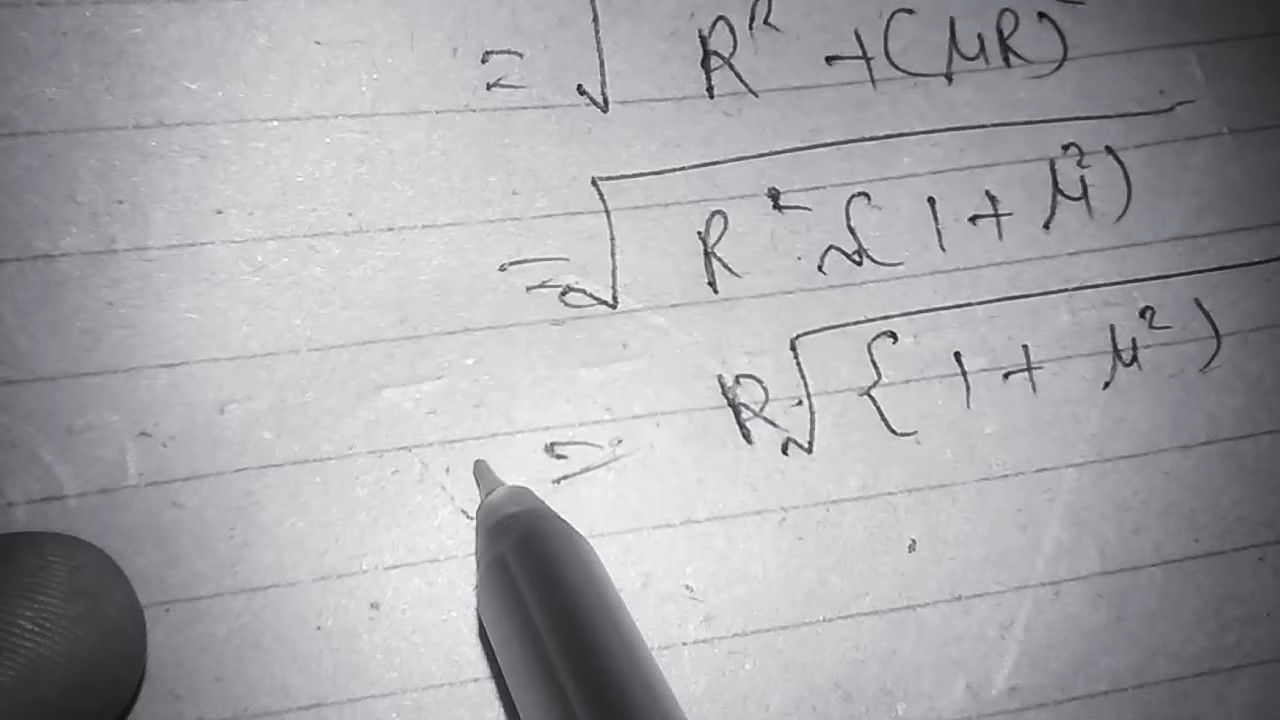 = √ R² + (μR)²
= √ R² {(1 + μ²)
= R √ {1 + μ²)